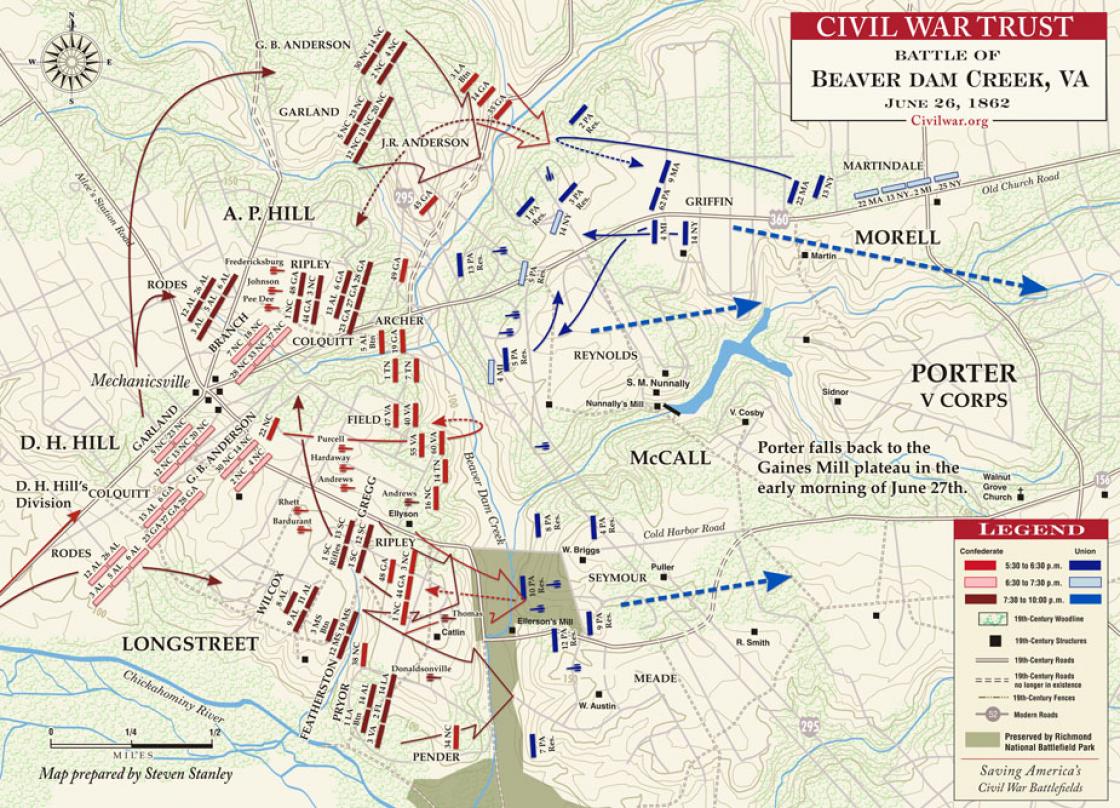 CIVIL WAR TRUST
BATTLE OF
BEAVER DAM CREEK, VA
JUNE 26, 1862
Civilwar.org
N
W
E
S
G. B. ANDERSON
30 NC 14 NC
2 NC 4 NC
GARLAND
5 NC 23 NC
12 NC 13 NC 20 NC
3 LA Btn
14 GA
35 GA
J.R. ANDERSON
45 GA
295
150
Atlee's Station Road
A. P. HILL
2 PA Res.
9 MA
62 PA
GRIFFIN
4 MI
14 NY
22 MA
13 NY
360
MARTINDALE
22 MA 13 NY 2 MI 25 NY
Old Church Road
MORELL
Martin
1 PA Res.
3 PA Res.
14 NY
13 PA Res.
5 PA Res.
Fredericksburg
Johnson
Pee Dee
RIPLEY
1 NC 48 GA
44 GA 3 NC
13 AL 6 GA
23 GA 27 GA 28 GA
49 GA
RODES
12 AL 26 AL
3 AL 5 AL 6 AL
BRANCH
7 NC 18 NC
28 NC 33 NC 37 NC
COLQUITT
ARCHER
5 AL Btn
19 GA
1 TN
7 TN
Mechanicsville
4 MI
5 PA Res.
REYNOLDS
S. M. Nunnally
Nunnally's Mill
V. Cosby
Sidnor
PORTER
V CORPS
D. H. HILL
GARLAND
5 NC 23 NC
12 NC 13 NC 20 NC
G. B. ANDERSON
30 NC 14 NC
2 NC 4 NC
22 NC
FIELD
47 VA
40 VA
55 VA
60 VA
Purcell
Hardaway
Andrews
14 TN
16 NC
Beaver Dam Creek
100
McCALL
Porter falls back to the
Gaines Mill plateau in the
early morning of June 27th.
Walnut
Grove
Church
156
D. H. Hill's
Division
COLQUITT
13 AL 6 GA
23 GA 27 GA 28 GA
Rhett
Bardurant
GREGG
Andrews
Ellyson
RODES
12 AL 26 AL
3 AL 5 AL 6 AL
1 SC Rifles
13 SC
1 SC
12 SC
RIPLEY
48 GA
3 NC
1 NC
44 GA
8 PA Res.
4 PA Res.
Cold Harbor Road
W. Briggs
SEYMOUR
Puller
10 PA Res.
Ellerson's Mill
12 PA Res.
9 PA Res.
R. Smith
WILCOX
8 AL
11 AL
9 AL
3 MS Btn
12 MS 19 MS
Thomas
Catlin
38 NC
LONGSTREET
FEATHERSTON
PRYOR
1 LA Btn
14 AL
3 VA 2 FL 14 LA
Donaldsonville
PENDER
34 NC
MEADE
W. Austin
7 PA Res.
150
295
Chickahominy River
0
1/4
1/2
MILES
Map prepared by Steven Stanley
LEGEND
Confederate
Union
5:30 to 6:30 p.m.
6:30 to 7:30 p.m.
7:30 to 10:00 p.m.
19th-Century Woodline
19th-Century Structures
19th-Century Roads
19th-Century Roads
no longer in existence
19th-Century Fences
52
Modern Roads
Preserved by Richmond
National Battlefield Park
Saving America's
Civil War Battlefields